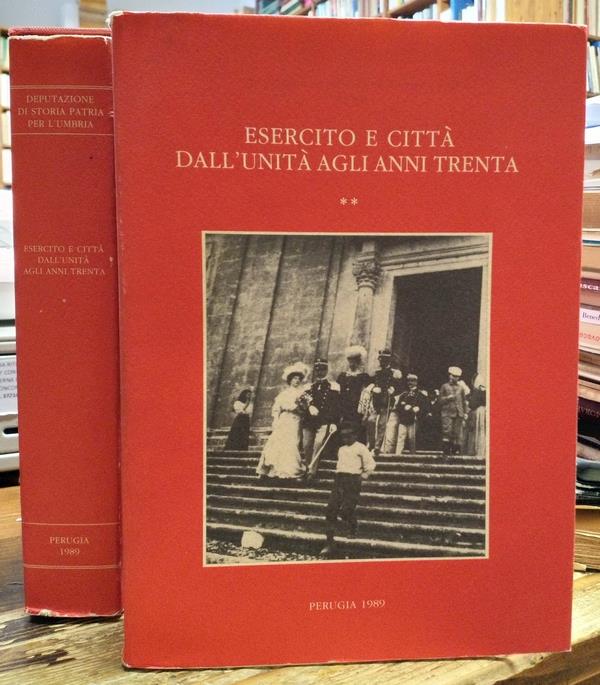 DEPUTAZIONE
DI STORIA PATRIA
PER L'UMBRIA
ESERCITO E CITTÀ
DALL'UNITÀ
AGLI ANNI TRENTA
*
PERUGIA
1989
ESERCITO E CITTÀ
DALL'UNITÀ AGLI ANNI TRENTA
**
PERUGIA 1989